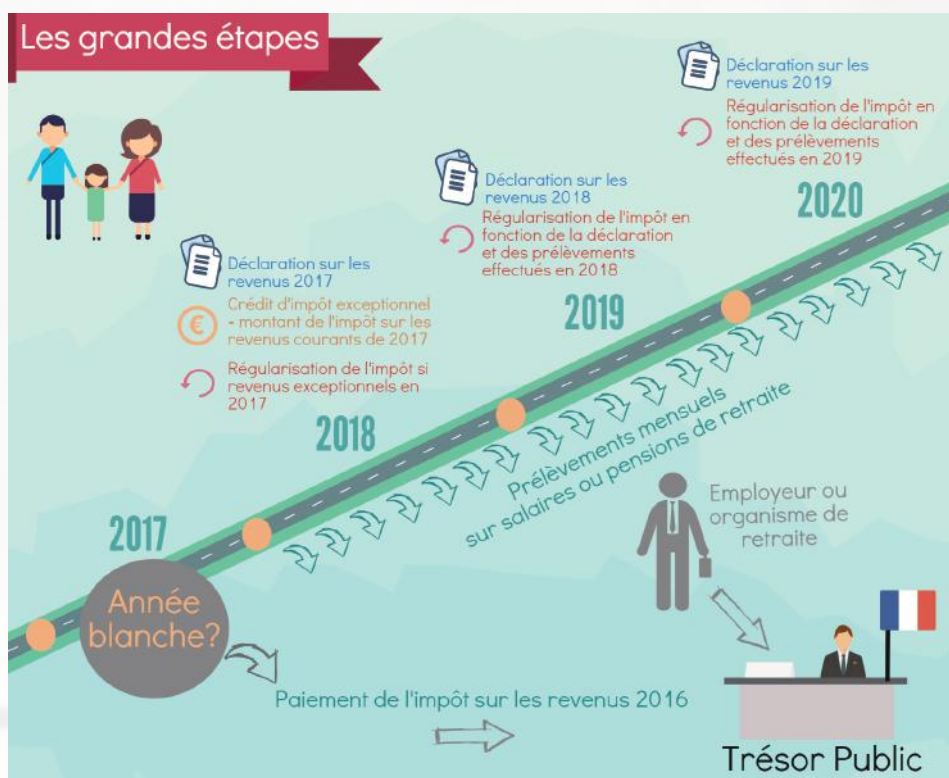 Les grandes étapes
Déclaration sur les
revenus 2019
Régularisation de l'impôt en
fonction de la déclaration
et des prélèvements
effectués en 2019
2020
Déclaration sur les
revenus 2018
Régularisation de l'impôt en
fonction de la déclaration
et des prélèvements
effectués en 2018
2019
Déclaration sur les
revenus 2017
€
Crédit d'impôt exceptionnel
- montant de l'impôt sur les
revenus courants de 2017
Régularisation de l'impôt si
revenus exceptionnels en
2017
2018
Prélèvements mensuels
sur salaires ou pensions de retraite
2017
Année
blanche?
Employeur ou
organisme de
retraite
Paiement de l'impôt sur les revenus 2016
Trésor Public